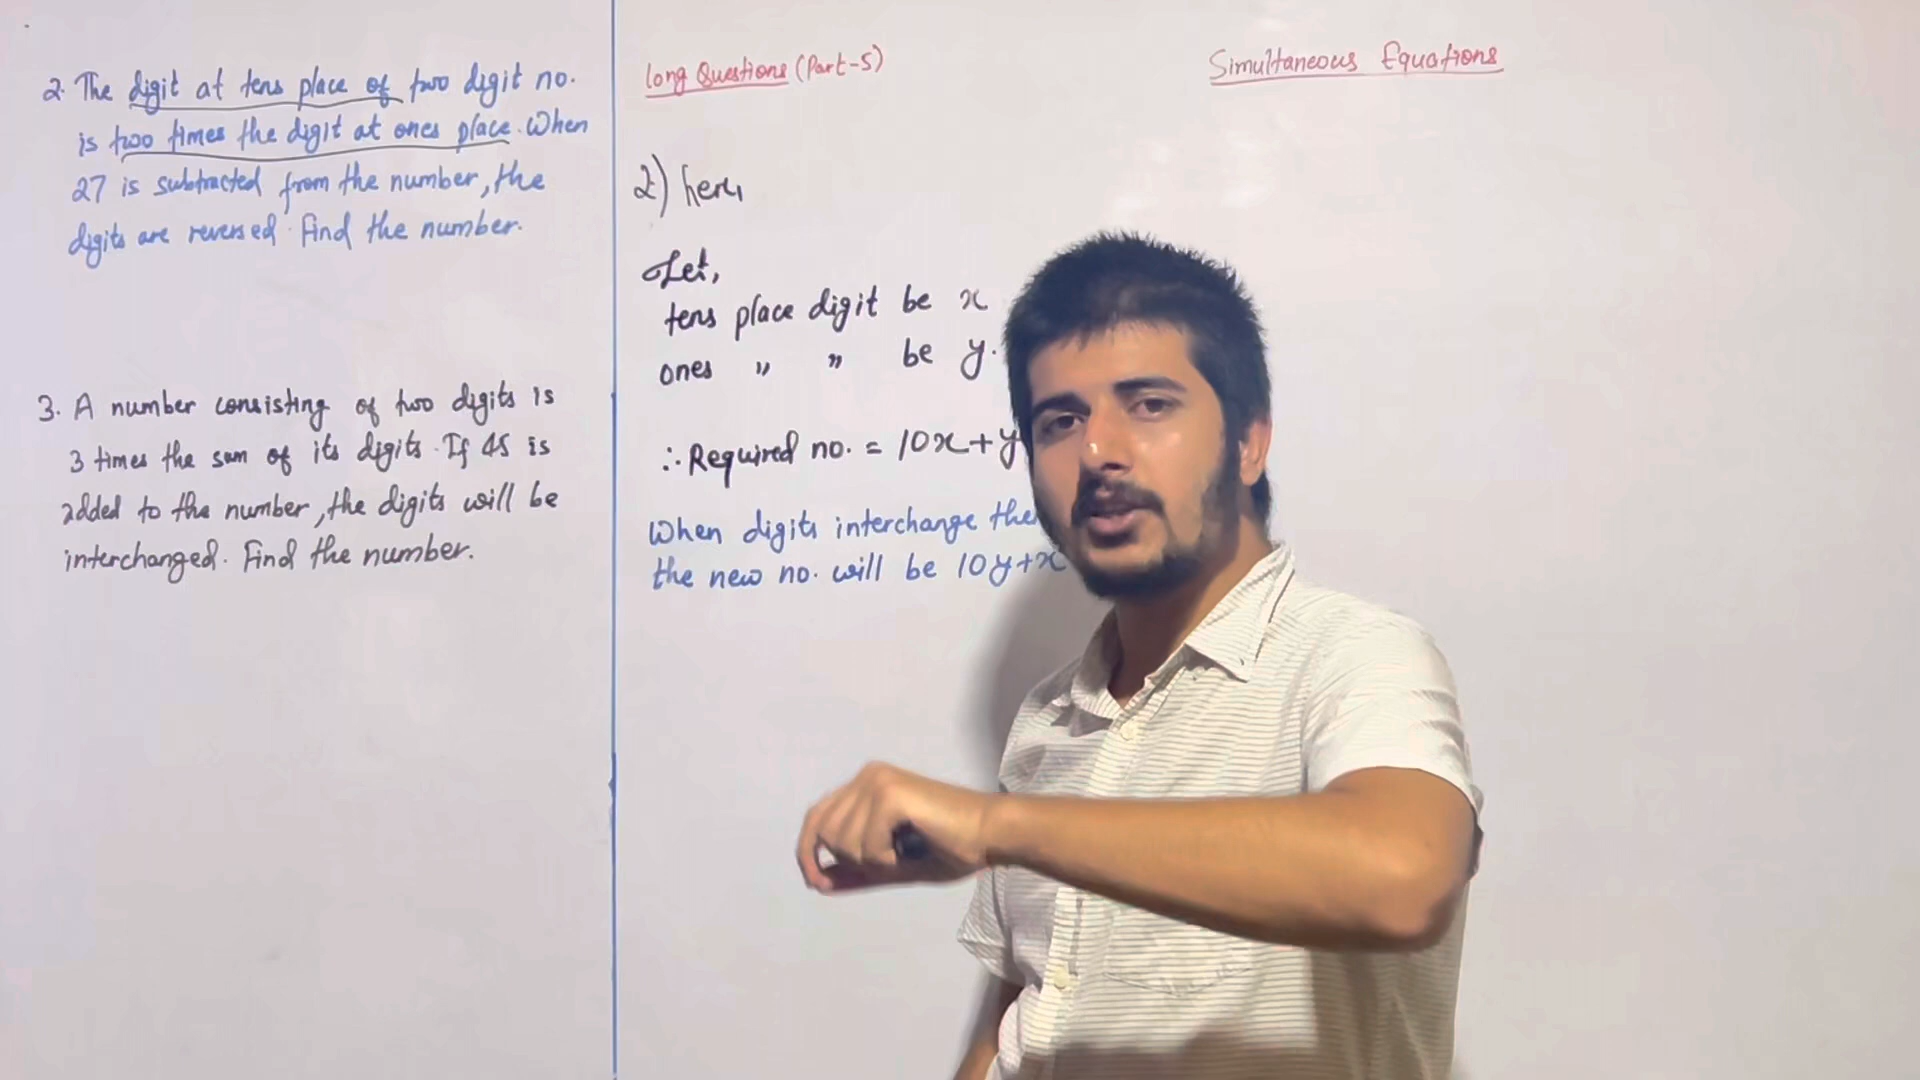 2. The digit at tens place of two digit no.
is two times the digit at ones place. When
27 is subtracted from the number, the
digits are reversed. Find the number.
3. A number consisting of two digits is
3 times the sum of its digits. If 45 is
added to the number, the digits will be
interchanged. Find the number.
Long Questions (Part-5)
Simultaneous Equations
2) here,
Let,
tens place digit be x
ones " " be y.
∴ Required no. = 10x+y
When digits interchange
the new no. will be 10y+x